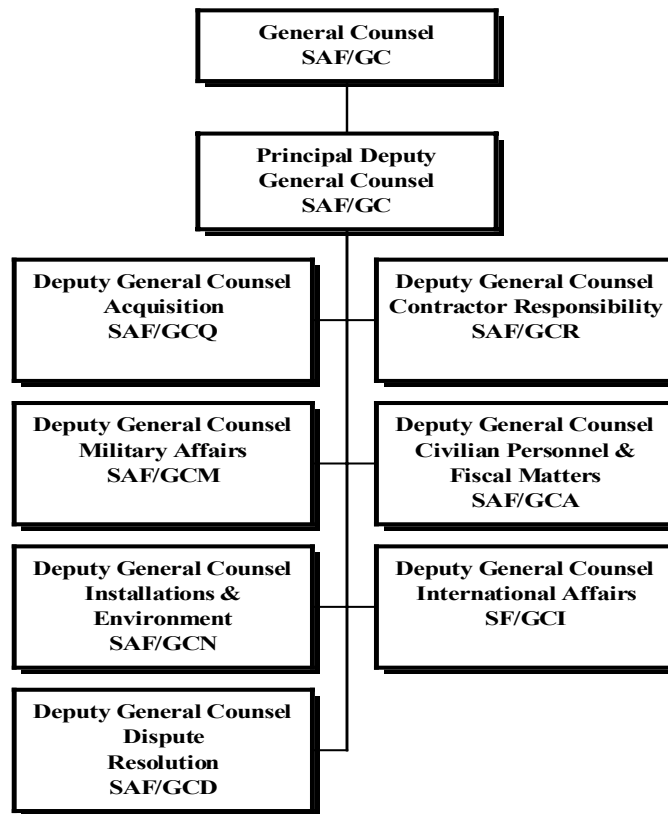 General Counsel
SAF/GC
Principal Deputy
General Counsel
SAF/GC
Deputy General Counsel
Acquisition
SAF/GCQ
Deputy General Counsel
Contractor Responsibility
SAF/GCR
Deputy General Counsel
Military Affairs
SAF/GCM
Deputy General Counsel
Civilian Personnel &
Fiscal Matters
SAF/GCA
Deputy General Counsel
Installations &
Environment
SAF/GCN
Deputy General Counsel
International Affairs
SF/GCI
Deputy General Counsel
Dispute
Resolution
SAF/GCD